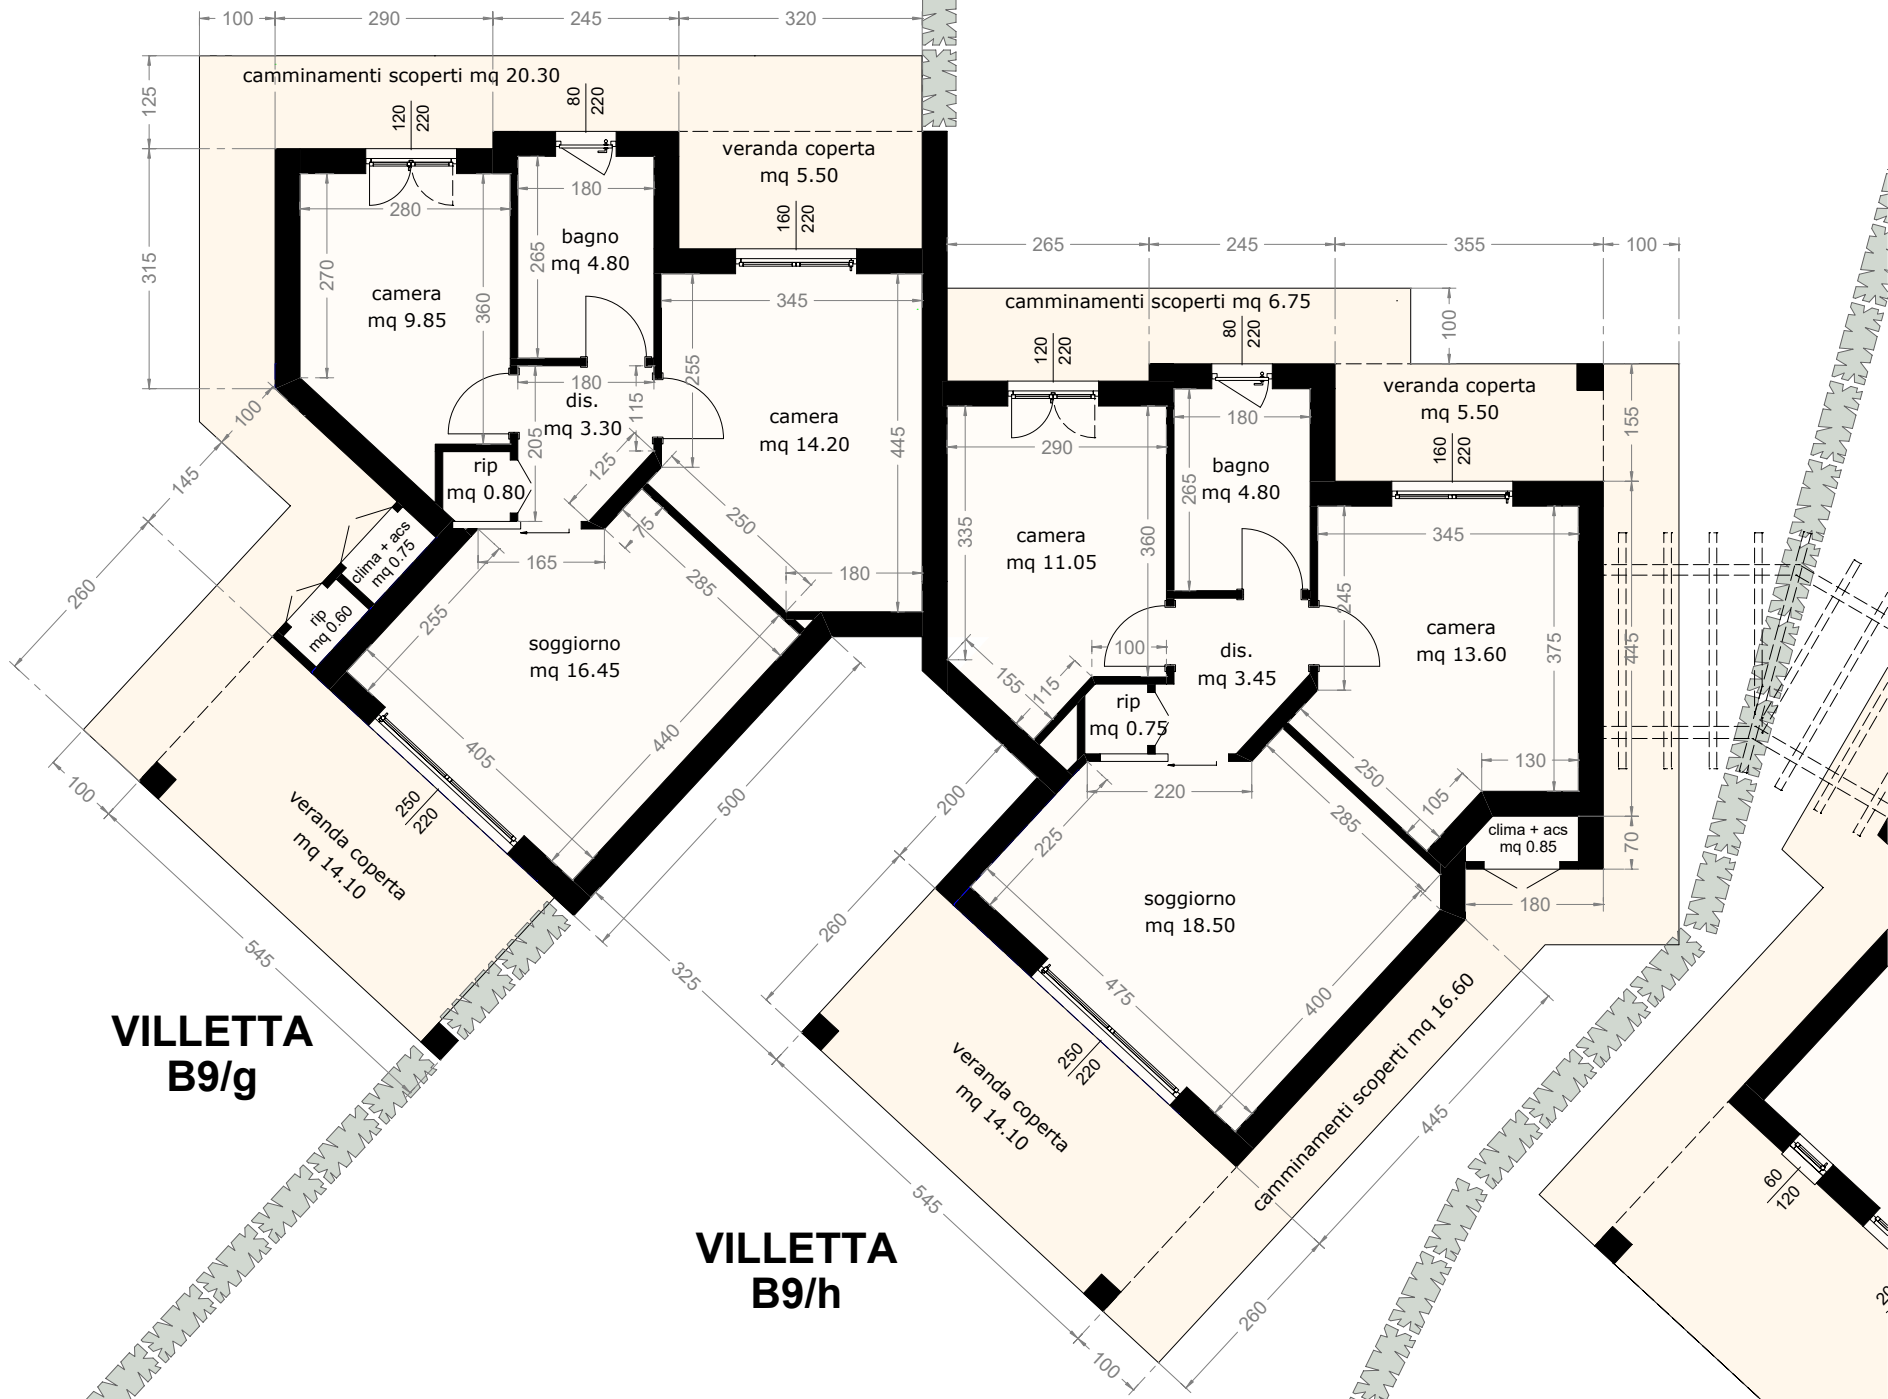 100
290
245
320
camminamenti scoperti mq 20.30
125
315
120
220
80
220
veranda coperta
mq 5.50
160
220
280
270
360
camera
mq 9.85
180
265
bagno
mq 4.80
345
255
445
camera
mq 14.20
180
dis.
mq 3.30
115
205
125
rip
mq 0.80
100
145
260
clima + acs
mq 0.75
rip
mq 0.60
165
75
250
285
180
255
soggiorno
mq 16.45
440
405
500
250
220
veranda coperta
mq 14.10
100
545
325
VILLETTA
B9/g
265
245
355
100
camminamenti scoperti mq 6.75
100
120
220
80
220
veranda coperta
mq 5.50
155
160
220
290
335
360
camera
mq 11.05
180
265
bagno
mq 4.80
345
245
375
445
camera
mq 13.60
100
dis.
mq 3.45
155
115
rip
mq 0.75
220
250
105
130
285
clima + acs
mq 0.85
70
180
200
260
225
soggiorno
mq 18.50
475
400
250
220
veranda coperta
mq 14.10
camminamenti scoperti mq 16.60
445
545
260
100
VILLETTA
B9/h
60
120
20